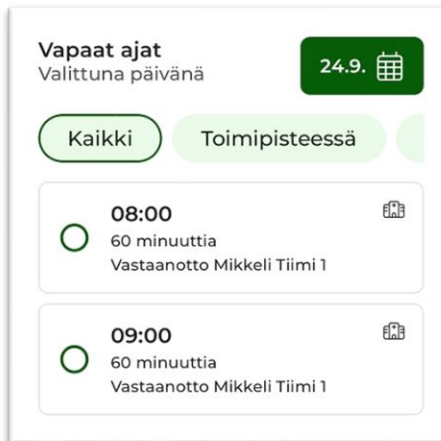 Vapaat ajat
Valittuna päivänä
24.9.
Kaikki
Toimipisteessä
08:00
60 minuuttia
Vastaanotto Mikkeli Tiimi 1
09:00
60 minuuttia
Vastaanotto Mikkeli Tiimi 1